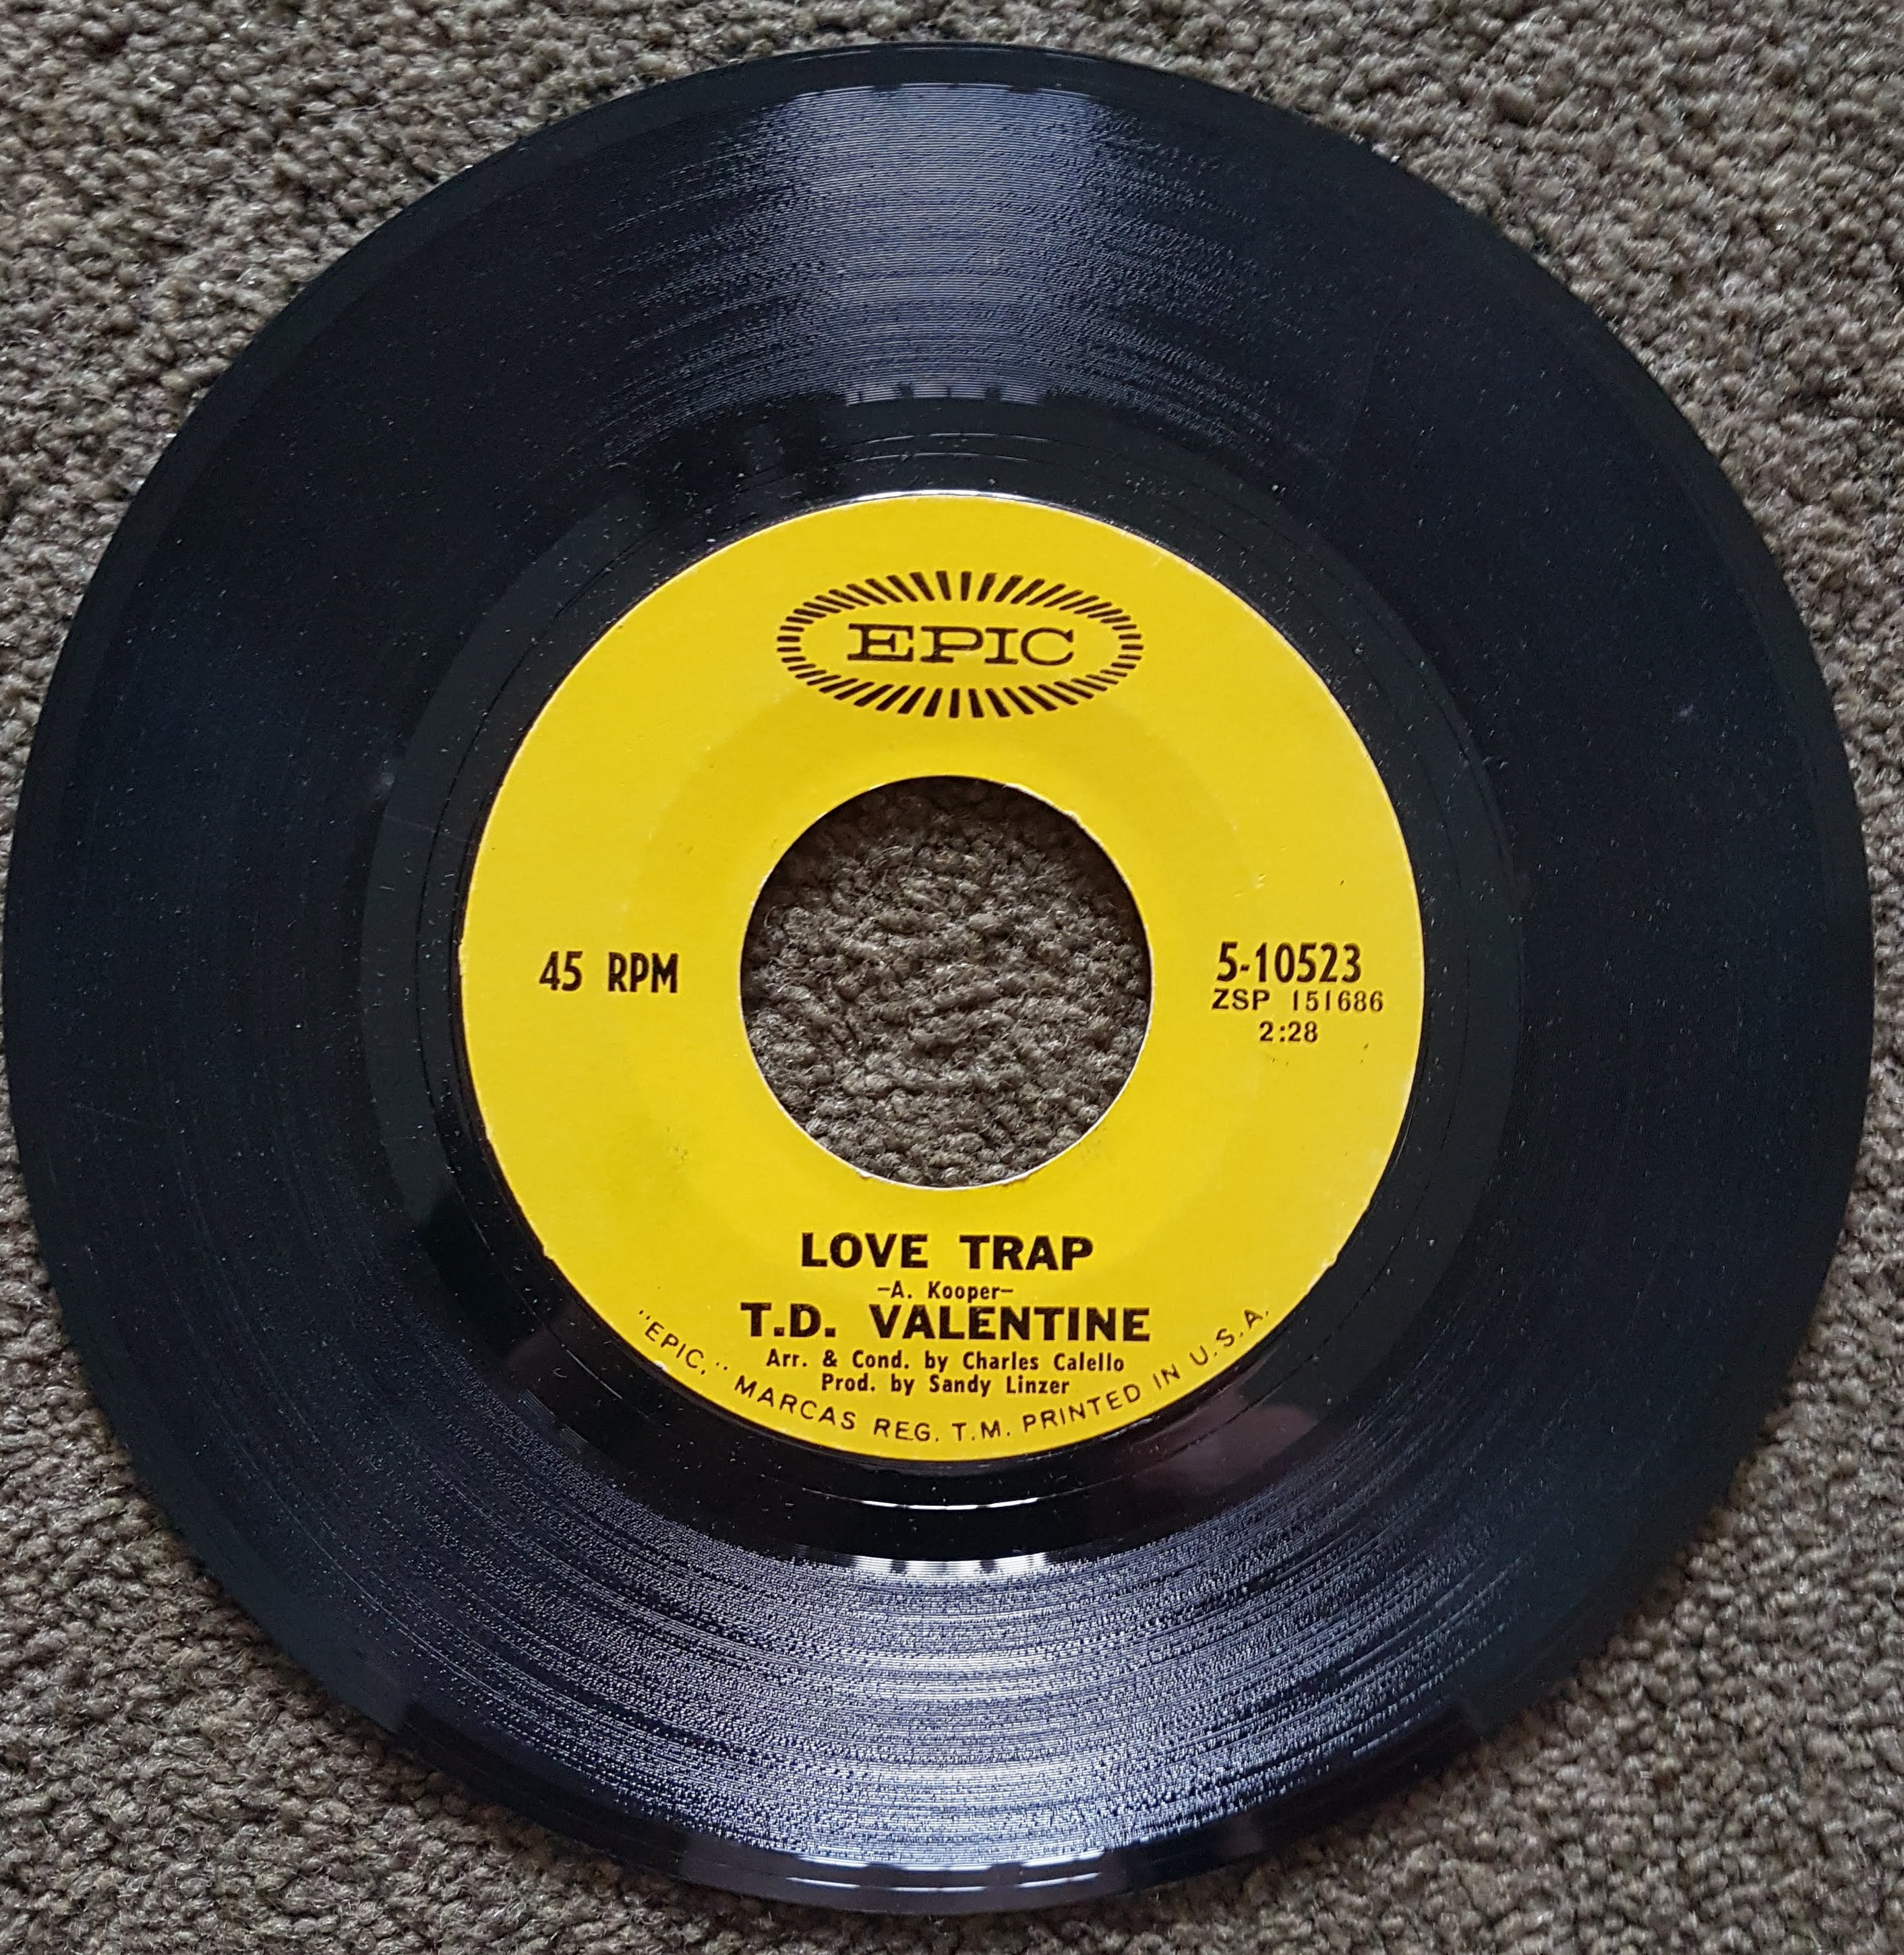 EPIC
45 RPM
5-10523
ZSP 151686
2:28
LOVE TRAP
-A. Kooper-
T.D. VALENTINE
Arr. & Cond. by Charles Calello
Prod. by Sandy Linzer
"EPIC," MARCAS REG. T.M. PRINTED IN U.S.A.